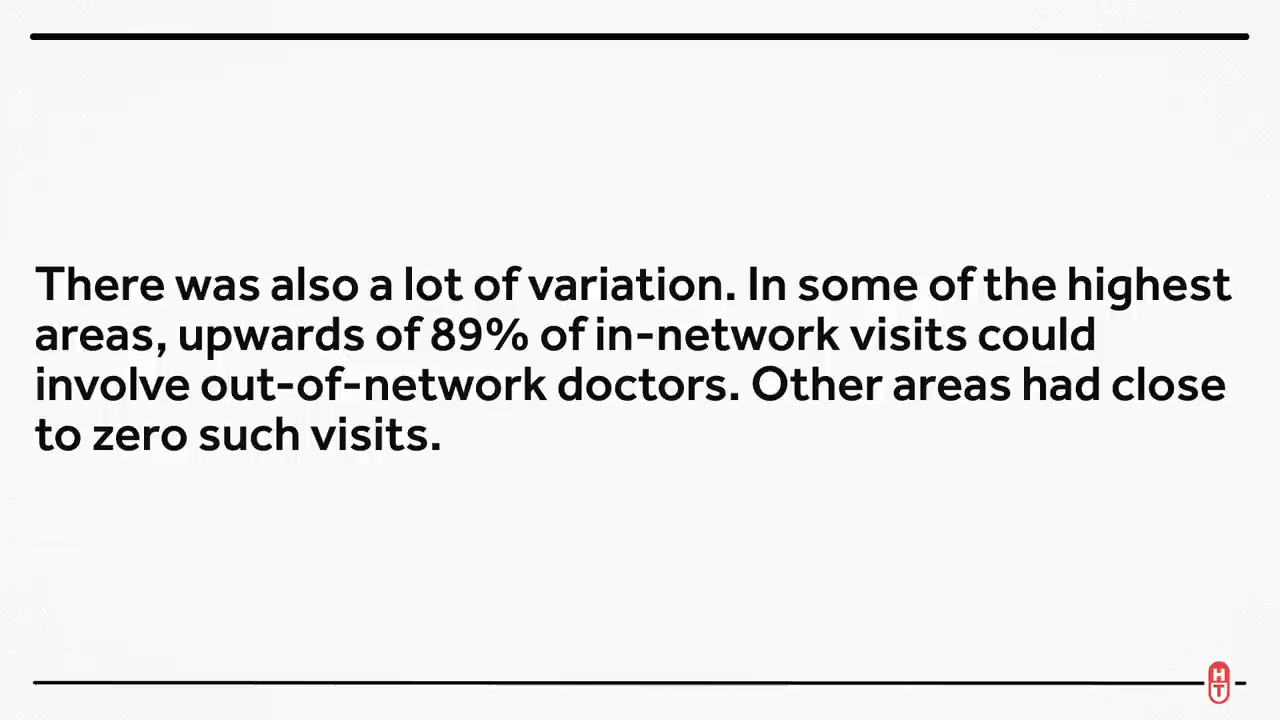 There was also a lot of variation. In some of the highest
areas, upwards of 89% of in-network visits could
involve out-of-network doctors. Other areas had close
to zero such visits.
H
T